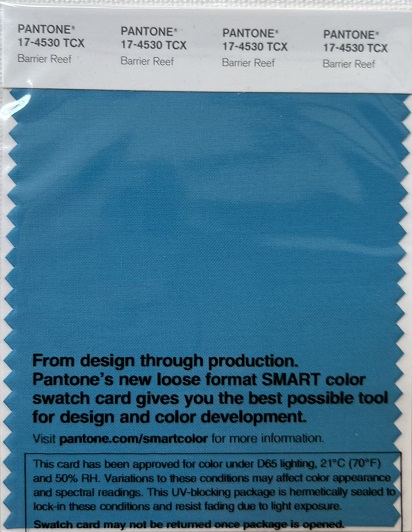 PANTONE® PANTONE® PANTONE® PANTONE®
17-4530 TCX 17-4530 TCX 17-4530 TCX 17-4530 TCX
Barrier Reef Barrier Reef Barrier Reef Barrier Reef
From design through production.
Pantone's new loose format SMART color
swatch card gives you the best possible tool
for design and color development.
Visit pantone.com/smartcolor for more information.
This card has been approved for color under D65 lighting, 21°C (70°F)
and 50% RH. Variations to these conditions may affect color appearance
and spectral readings. This UV-blocking package is hermetically sealed to
lock-in these conditions and resist fading due to light exposure.
Swatch card may not be returned once package is opened.